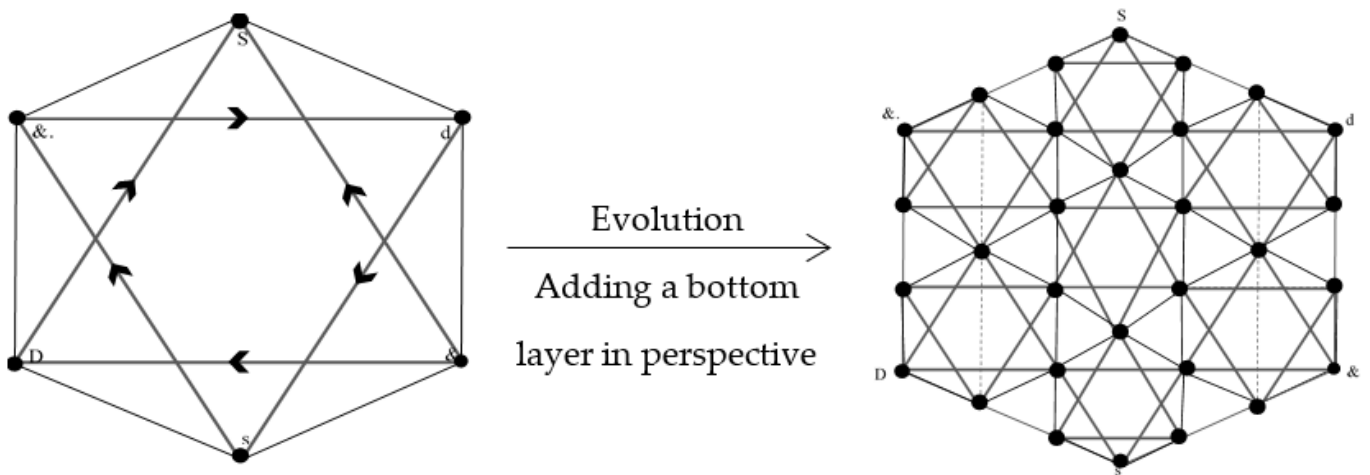 S
&.
d
D
&
s
Evolution
Adding a bottom
layer in perspective
S
&.
d
D
&
s